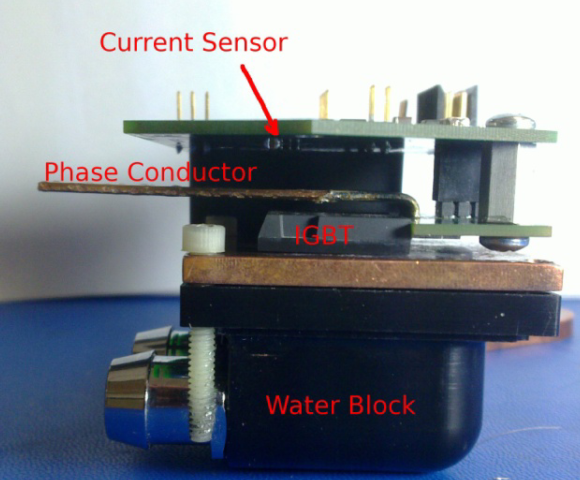 Current Sensor
Phase Conductor
IGBT
Water Block